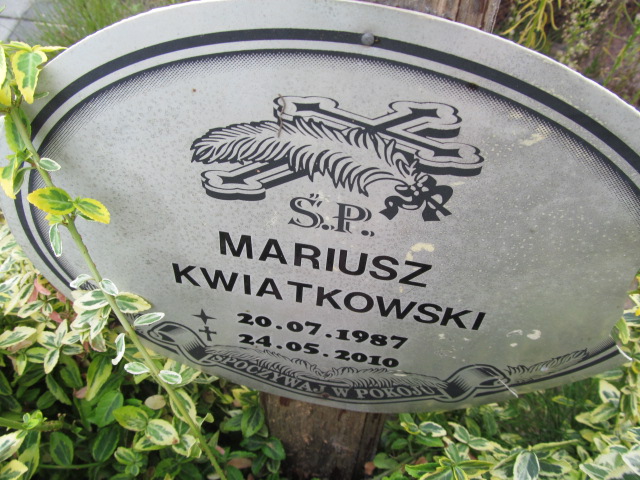 Ś.P.
MARIUSZ
KWIATKOWSKI
20.07.1987
24.05.2010
SPOCZYWAJ W POKOJU